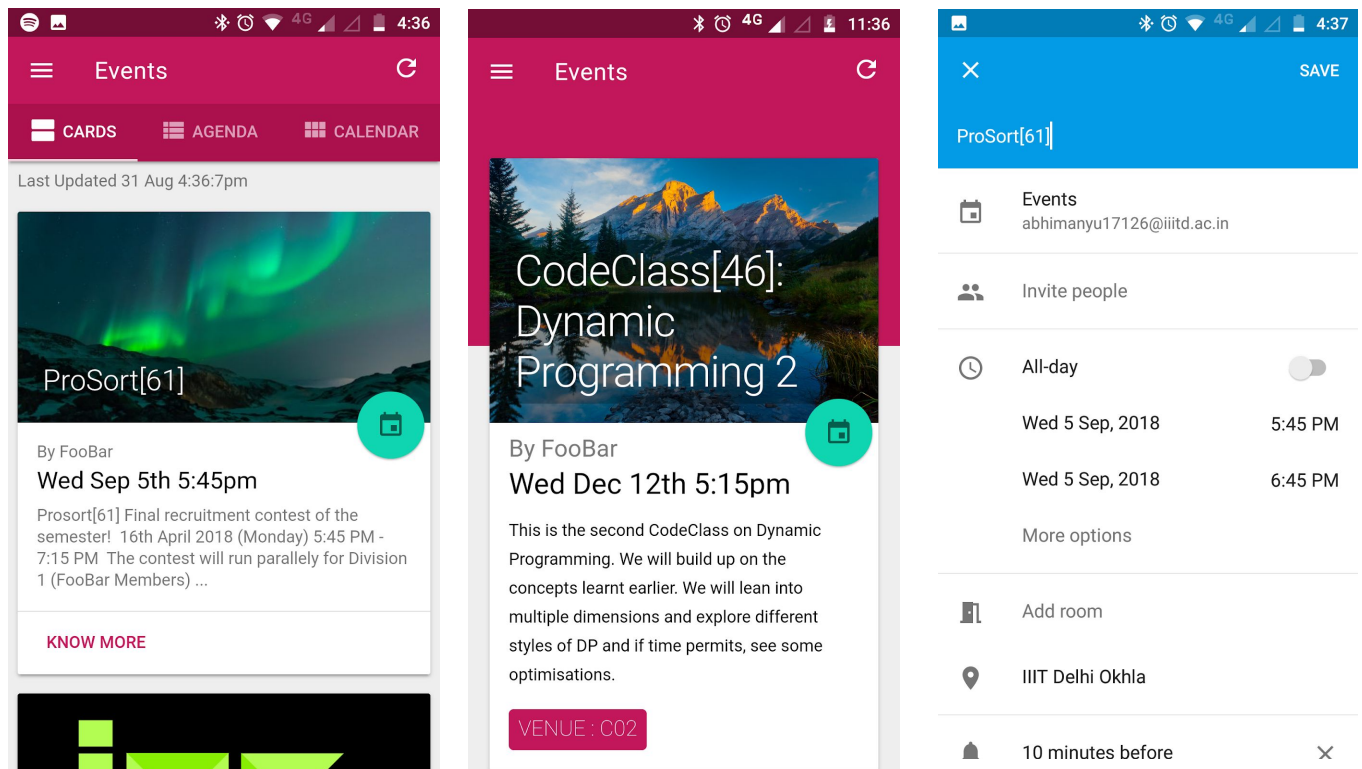 4G 4:36
Events
CARDS AGENDA CALENDAR
Last Updated 31 Aug 4:36:7pm
ProSort[61]
By FooBar
Wed Sep 5th 5:45pm
Prosort[61] Final recruitment contest of the
semester! 16th April 2018 (Monday) 5:45 PM -
7:15 PM The contest will run parallely for Division
1 (FooBar Members) ...
KNOW MORE
4G 11:36
Events
CodeClass[46]:
Dynamic
Programming 2
By FooBar
Wed Dec 12th 5:15pm
This is the second CodeClass on Dynamic
Programming. We will build up on the
concepts learnt earlier. We will lean into
multiple dimensions and explore different
styles of DP and if time permits, see some
optimisations.
VENUE : C02
4G 4:37
SAVE
ProSort[61]
Events
abhimanyu17126@iiitd.ac.in
Invite people
All-day
Wed 5 Sep, 2018 5:45 PM
Wed 5 Sep, 2018 6:45 PM
More options
Add room
IIIT Delhi Okhla
10 minutes before